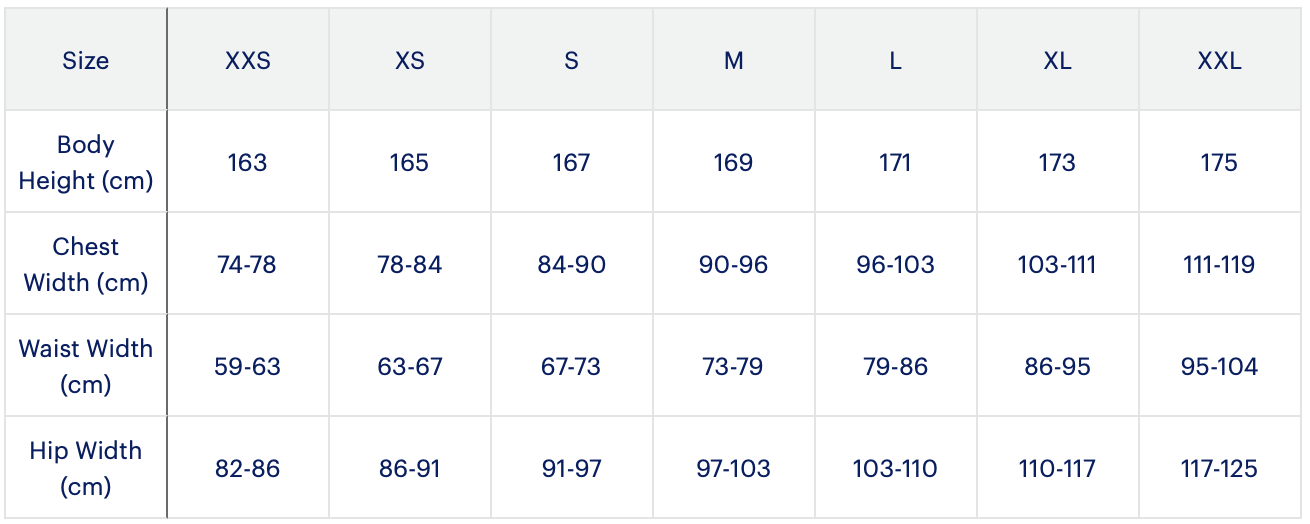 Size XXS XS S M L XL XXL
Body
Height (cm) 163 165 167 169 171 173 175
Chest
Width (cm) 74-78 78-84 84-90 90-96 96-103 103-111 111-119
Waist Width
(cm) 59-63 63-67 67-73 73-79 79-86 86-95 95-104
Hip Width
(cm) 82-86 86-91 91-97 97-103 103-110 110-117 117-125